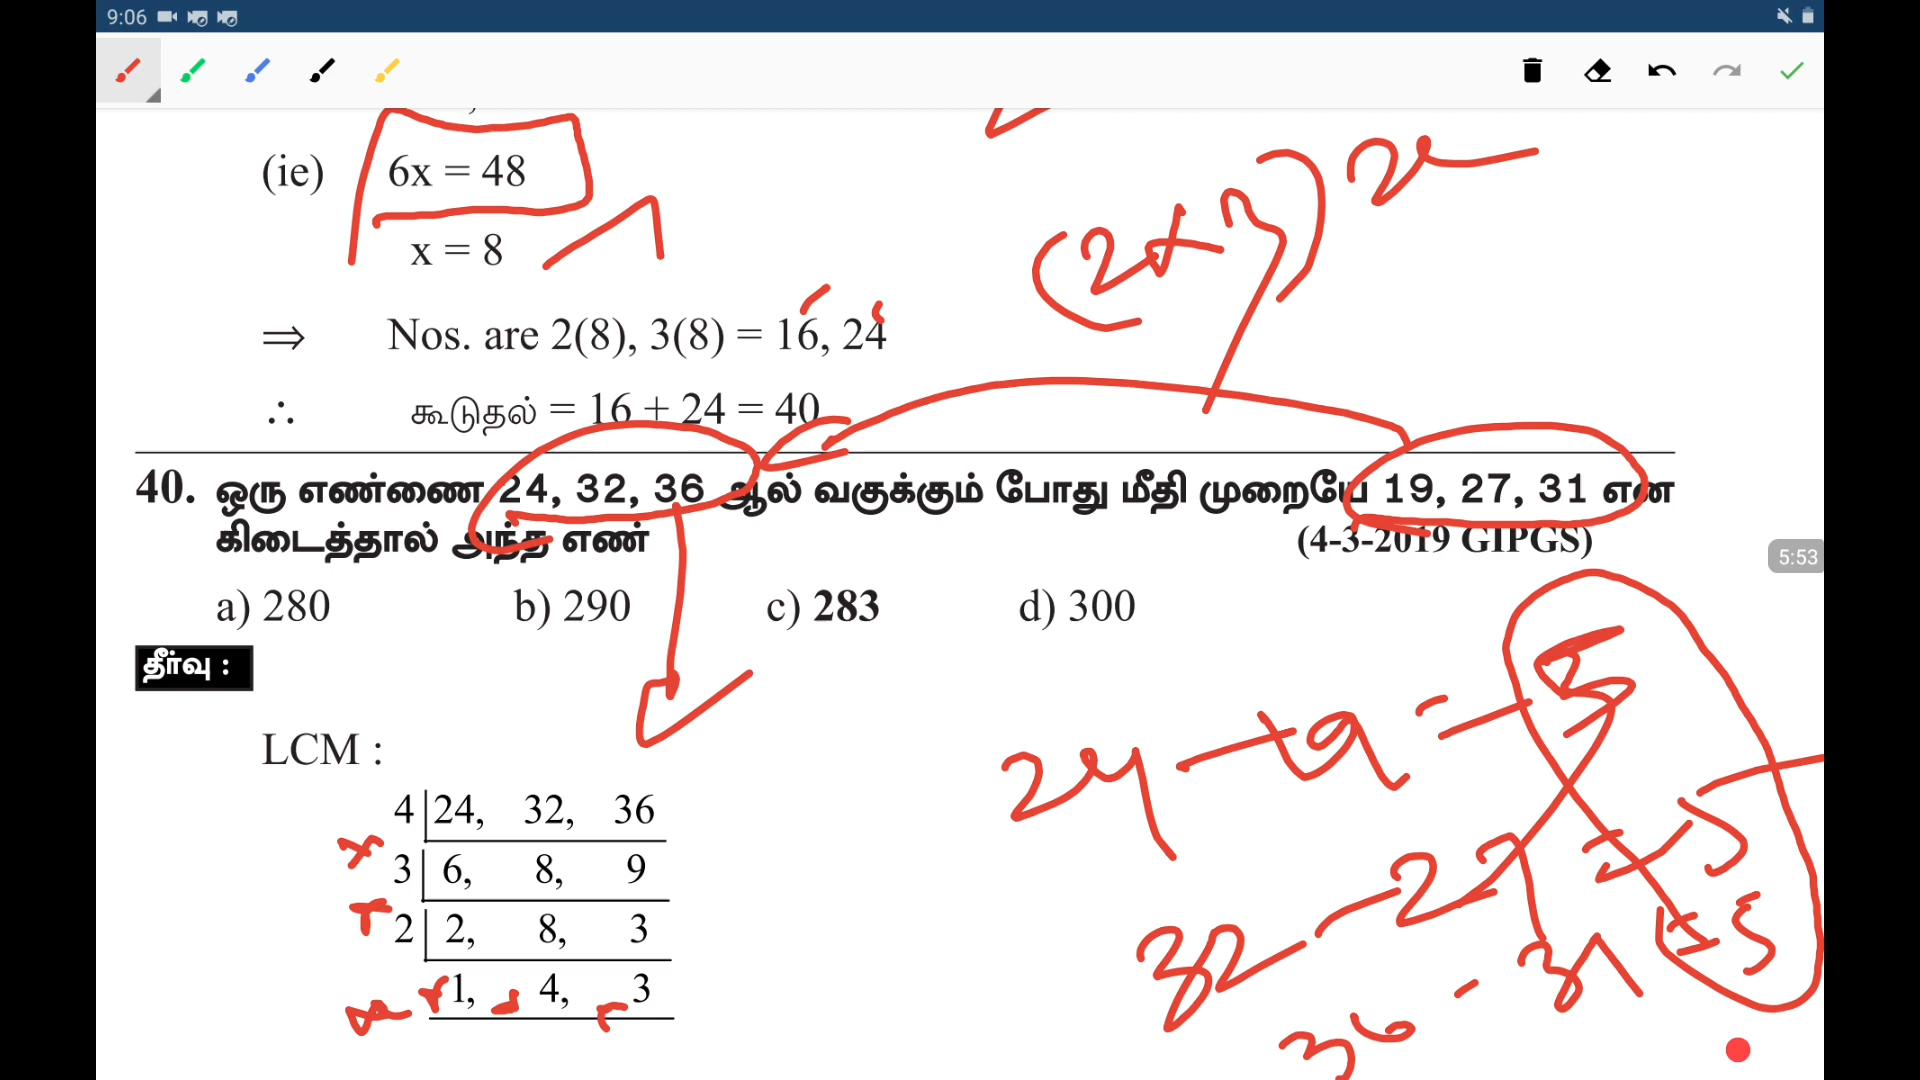 9:06
(ie) 6x = 48
x = 8
(2 × 3) 2x
⇒ Nos. are 2(8), 3(8) = 16, 24
∴ கூடுதல் = 16 + 24 = 40
40. ஒரு எண்ணை 24, 32, 36 ஆல் வகுக்கும் போது மீதி முறையே 19, 27, 31 என
கிடைத்தால் அந்த எண் (4-3-2019 GIPGS)
5:53
a) 280 b) 290 c) 283 d) 300
தீர்வு :
24 - 19 = 5
LCM :
4 24, 32, 36
3 6, 8, 9
32 - 27 = 5
2 2, 8, 3
36 - 31 = 5
1, 4, 3